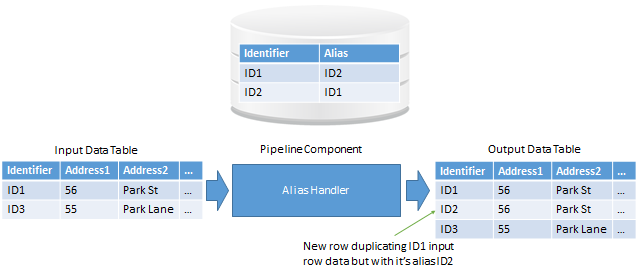 Identifier Alias
ID1 ID2
ID2 ID1
Input Data Table
Identifier Address1 Address2 ...
ID1 56 Park St ...
ID3 55 Park Lane ...
Pipeline Component
Alias Handler
Output Data Table
Identifier Address1 Address2 ...
ID1 56 Park St ...
ID2 56 Park St ...
ID3 55 Park Lane ...
New row duplicating ID1 input
row data but with it's alias ID2